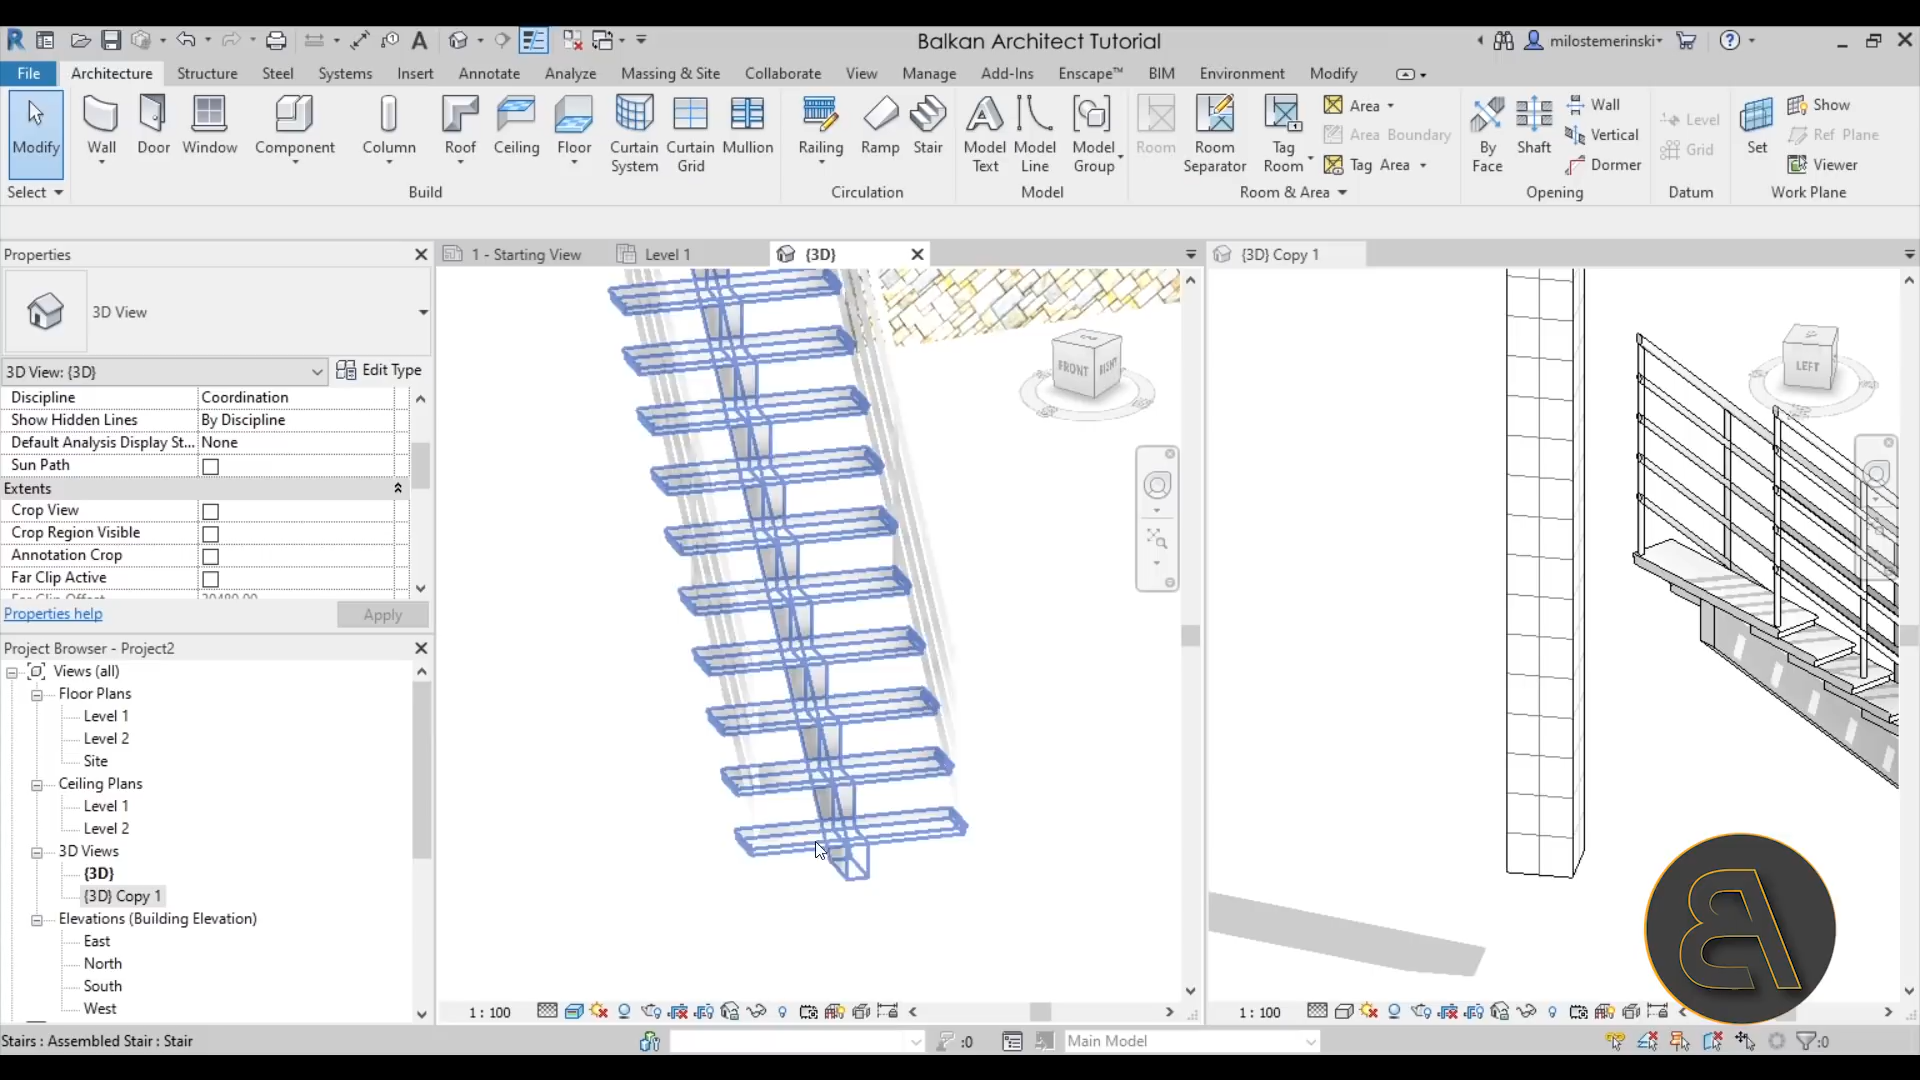 Balkan Architect Tutorial
milostemerinski
File Architecture Structure Steel Systems Insert Annotate Analyze Massing & Site Collaborate View Manage Add-Ins Enscape™ BIM Environment Modify
Modify
Wall
Door
Window
Component
Column
Roof
Ceiling
Floor
Curtain System
Curtain Grid
Mullion
Railing
Ramp
Stair
Model Text
Model Line
Model Group
Room
Room Separator
Tag Room
Area
Area Boundary
Tag Area
By Face
Shaft
Wall
Vertical
Dormer
Level
Grid
Set
Show
Ref Plane
Viewer
Select Build Circulation Model Room & Area Opening Datum Work Plane
Properties
3D View
3D View: {3D} Edit Type
Discipline Coordination
Show Hidden Lines By Discipline
Default Analysis Display St... None
Sun Path
Extents
Crop View
Crop Region Visible
Annotation Crop
Far Clip Active
Properties help Apply
Project Browser - Project2
Views (all)
Floor Plans
Level 1
Level 2
Site
Ceiling Plans
Level 1
Level 2
3D Views
{3D}
{3D} Copy 1
Elevations (Building Elevation)
East
North
South
West
1 - Starting View Level 1 {3D} {3D} Copy 1
FRONT
RIGHT
LEFT
1 : 100
1 : 100
Stairs : Assembled Stair : Stair
:0
Main Model
:0